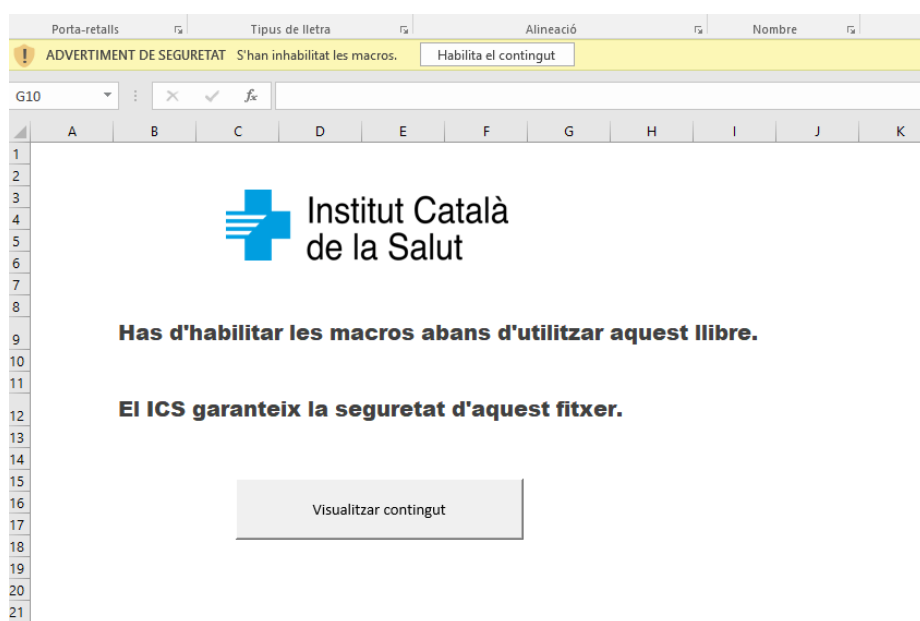 Porta-retalls Tipus de lletra Alineació Nombre
ADVERTIMENT DE SEGURETAT S'han inhabilitat les macros. Habilita el contingut
G10 fx
A B C D E F G H I J K
1
2
3
4
5
6
7
8
9
10
11
12
13
14
15
16
17
18
19
20
21
Institut Català
de la Salut
Has d'habilitar les macros abans d'utilitzar aquest llibre.
El ICS garanteix la seguretat d'aquest fitxer.
Visualitzar contingut